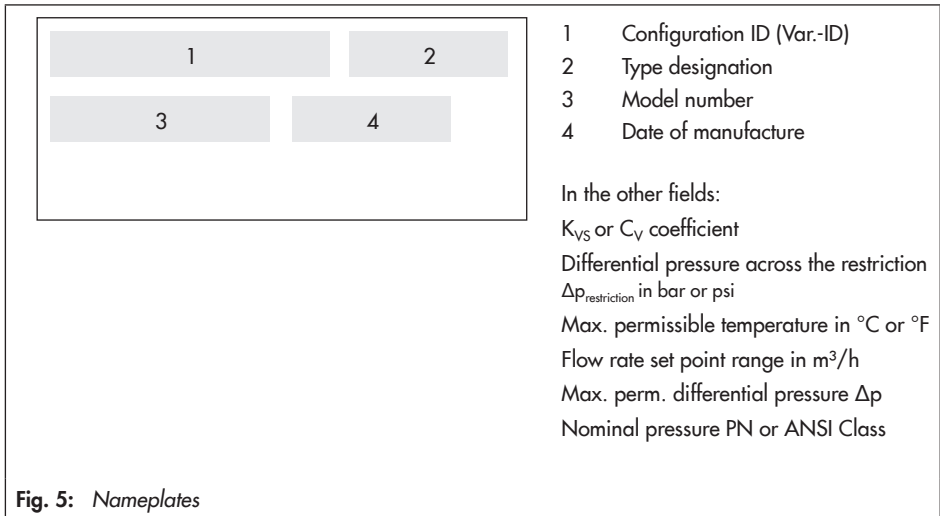 1
2
3
4
1 Configuration ID (Var.-ID)
2 Type designation
3 Model number
4 Date of manufacture
In the other fields:
KVS or CV coefficient
Differential pressure across the restriction
Δprestriction in bar or psi
Max. permissible temperature in °C or °F
Flow rate set point range in m³/h
Max. perm. differential pressure Δp
Nominal pressure PN or ANSI Class
Fig. 5: Nameplates